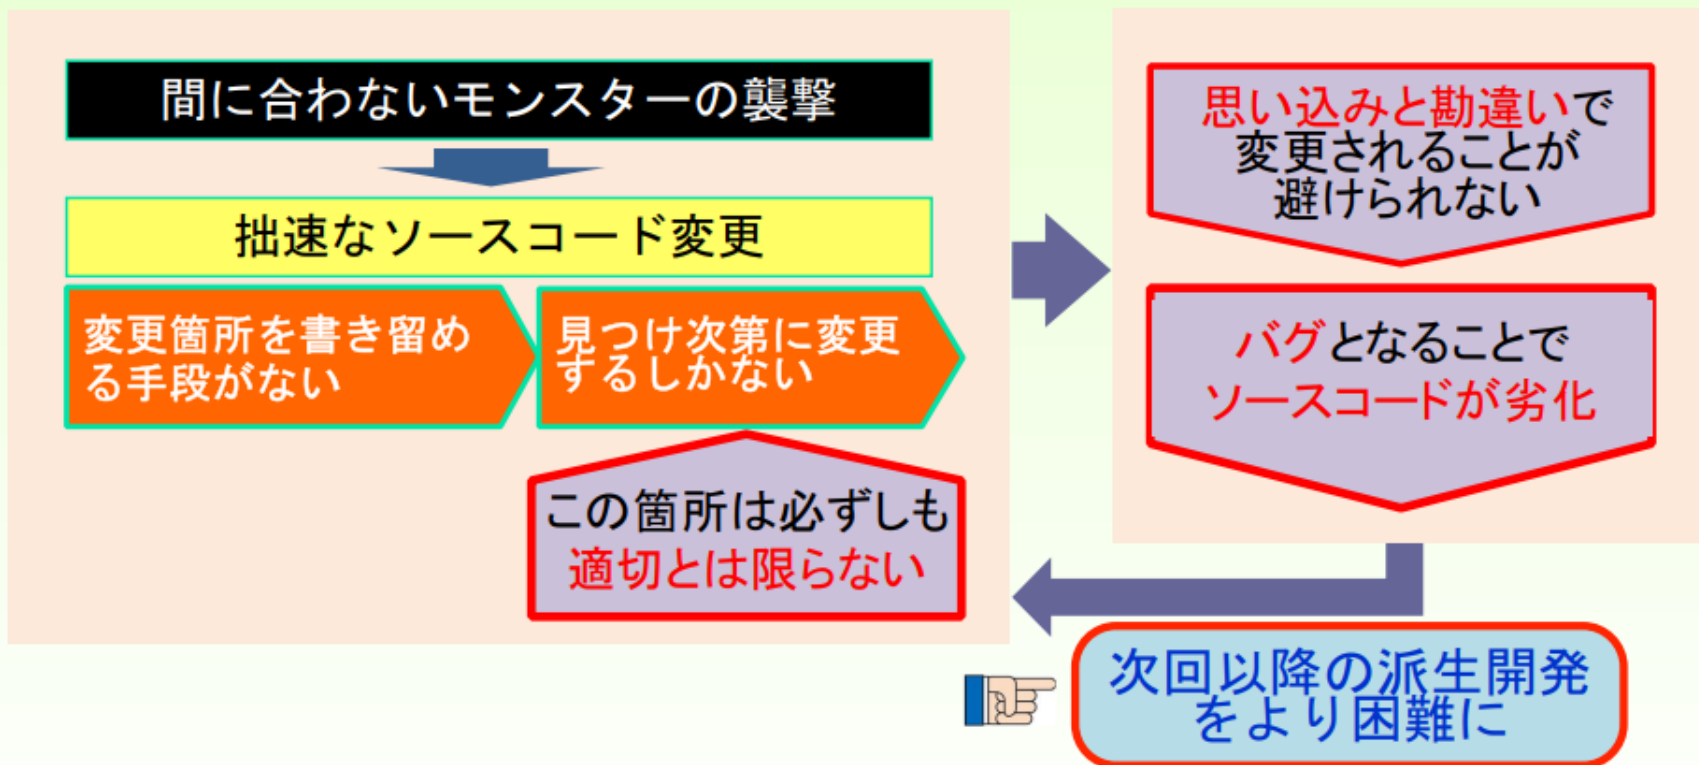 間に合わないモンスターの襲撃
拙速なソースコード変更
変更箇所を書き留め
る手段がない
見つけ次第に変更
するしかない
この箇所は必ずしも
適切とは限らない
思い込みと勘違いで
変更されることが
避けられない
バグとなることで
ソースコードが劣化
次回以降の派生開発
をより困難に